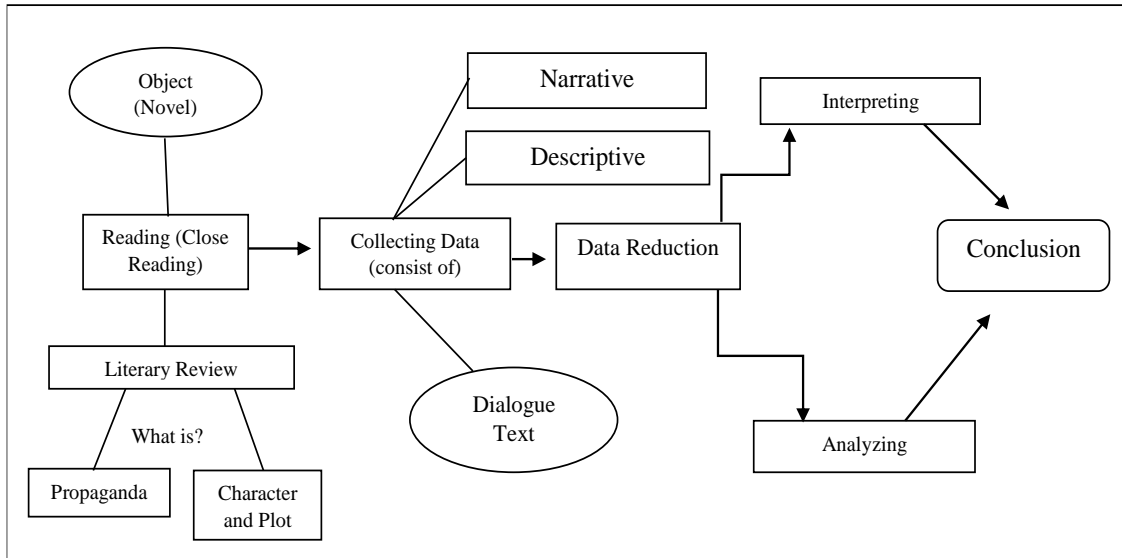 Object
(Novel)
Narrative
Descriptive
Interpreting
Reading (Close
Reading)
Collecting Data
(consist of)
Data Reduction
Conclusion
Literary Review
Dialogue
Text
What is?
Analyzing
Propaganda
Character
and Plot